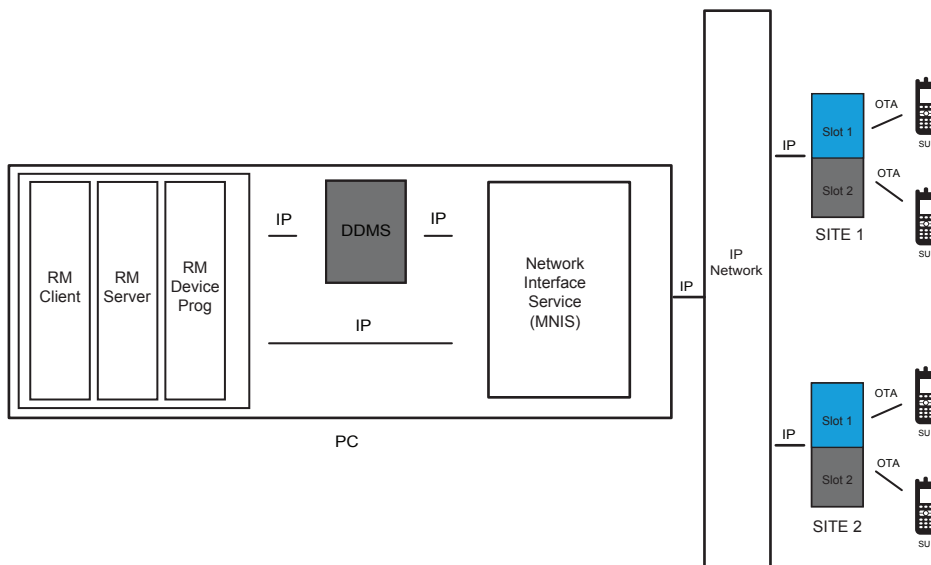 RM
Client
RM
Server
RM
Device
Prog
IP
DDMS
IP
IP
Network
Interface
Service
(MNIS)
PC
IP
IP
Network
IP
Slot 1
Slot 2
SITE 1
OTA
OTA
SU
SU
IP
Slot 1
Slot 2
SITE 2
OTA
OTA
SU
SU